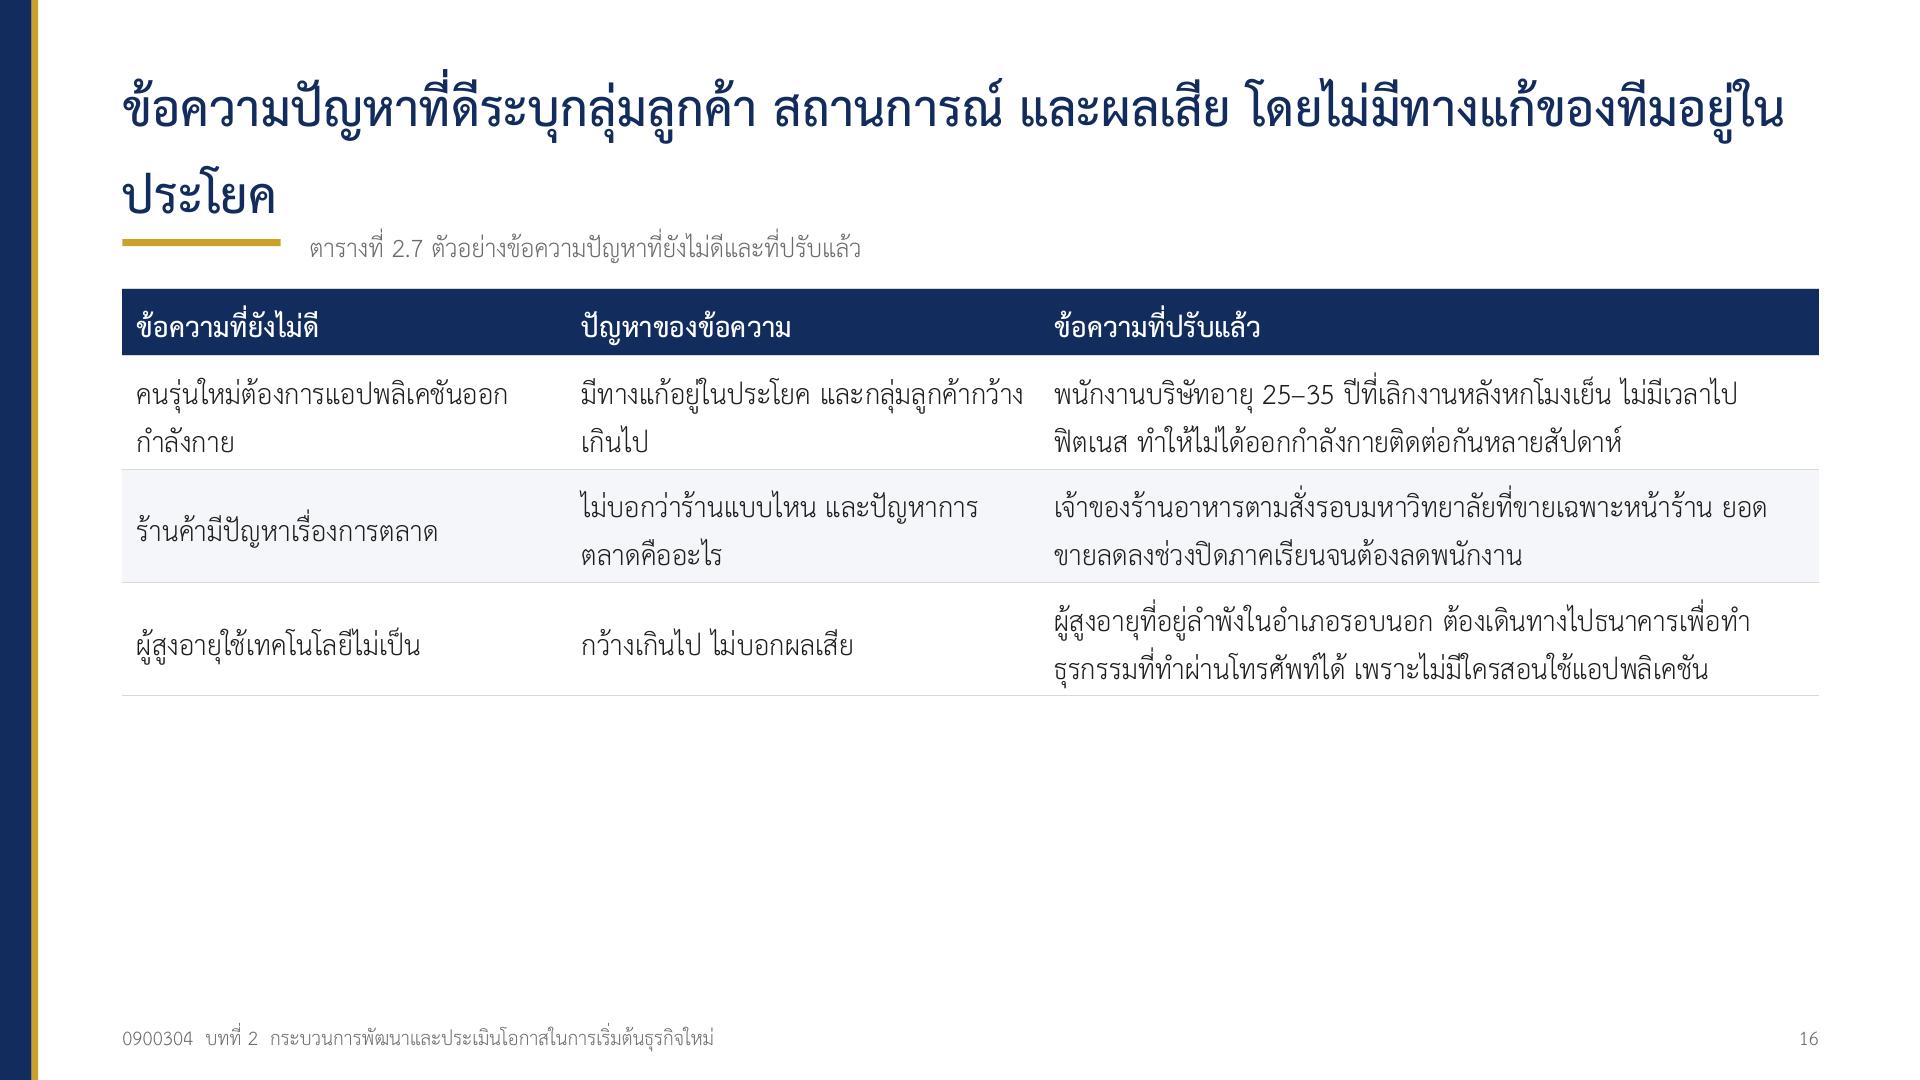 ข้อความปัญหาที่ดีระบุกลุ่มลูกค้า สถานการณ์ และผลเสีย โดยไม่มีทางแก้ของทีมอยู่ใน
ประโยค
ตารางที่ 2.7 ตัวอย่างข้อความปัญหาที่ยังไม่ดีและที่ปรับแล้ว
ข้อความที่ยังไม่ดี ปัญหาของข้อความ ข้อความที่ปรับแล้ว
คนรุ่นใหม่ต้องการแอปพลิเคชันออก มีทางแก้อยู่ในประโยค และกลุ่มลูกค้ากว้าง พนักงานบริษัทอายุ 25–35 ปีที่เลิกงานหลังหกโมงเย็น ไม่มีเวลาไป
กำลังกาย เกินไป ฟิตเนส ทำให้ไม่ได้ออกกำลังกายติดต่อกันหลายสัปดาห์
ร้านค้ามีปัญหาเรื่องการตลาด
ไม่บอกว่าร้านแบบไหน และปัญหาการ เจ้าของร้านอาหารตามสั่งรอบมหาวิทยาลัยที่ขายเฉพาะหน้าร้าน ยอด
ตลาดคืออะไร ขายลดลงช่วงปิดภาคเรียนจนต้องลดพนักงาน
ผู้สูงอายุใช้เทคโนโลยีไม่เป็น กว้างเกินไป ไม่บอกผลเสีย
ผู้สูงอายุที่อยู่ลำพังในอำเภอรอบนอก ต้องเดินทางไปธนาคารเพื่อทำ
ธุรกรรมที่ทำผ่านโทรศัพท์ได้ เพราะไม่มีใครสอนใช้แอปพลิเคชัน
0900304 บทที่ 2 กระบวนการพัฒนาและประเมินโอกาสในการเริ่มต้นธุรกิจใหม่ 16